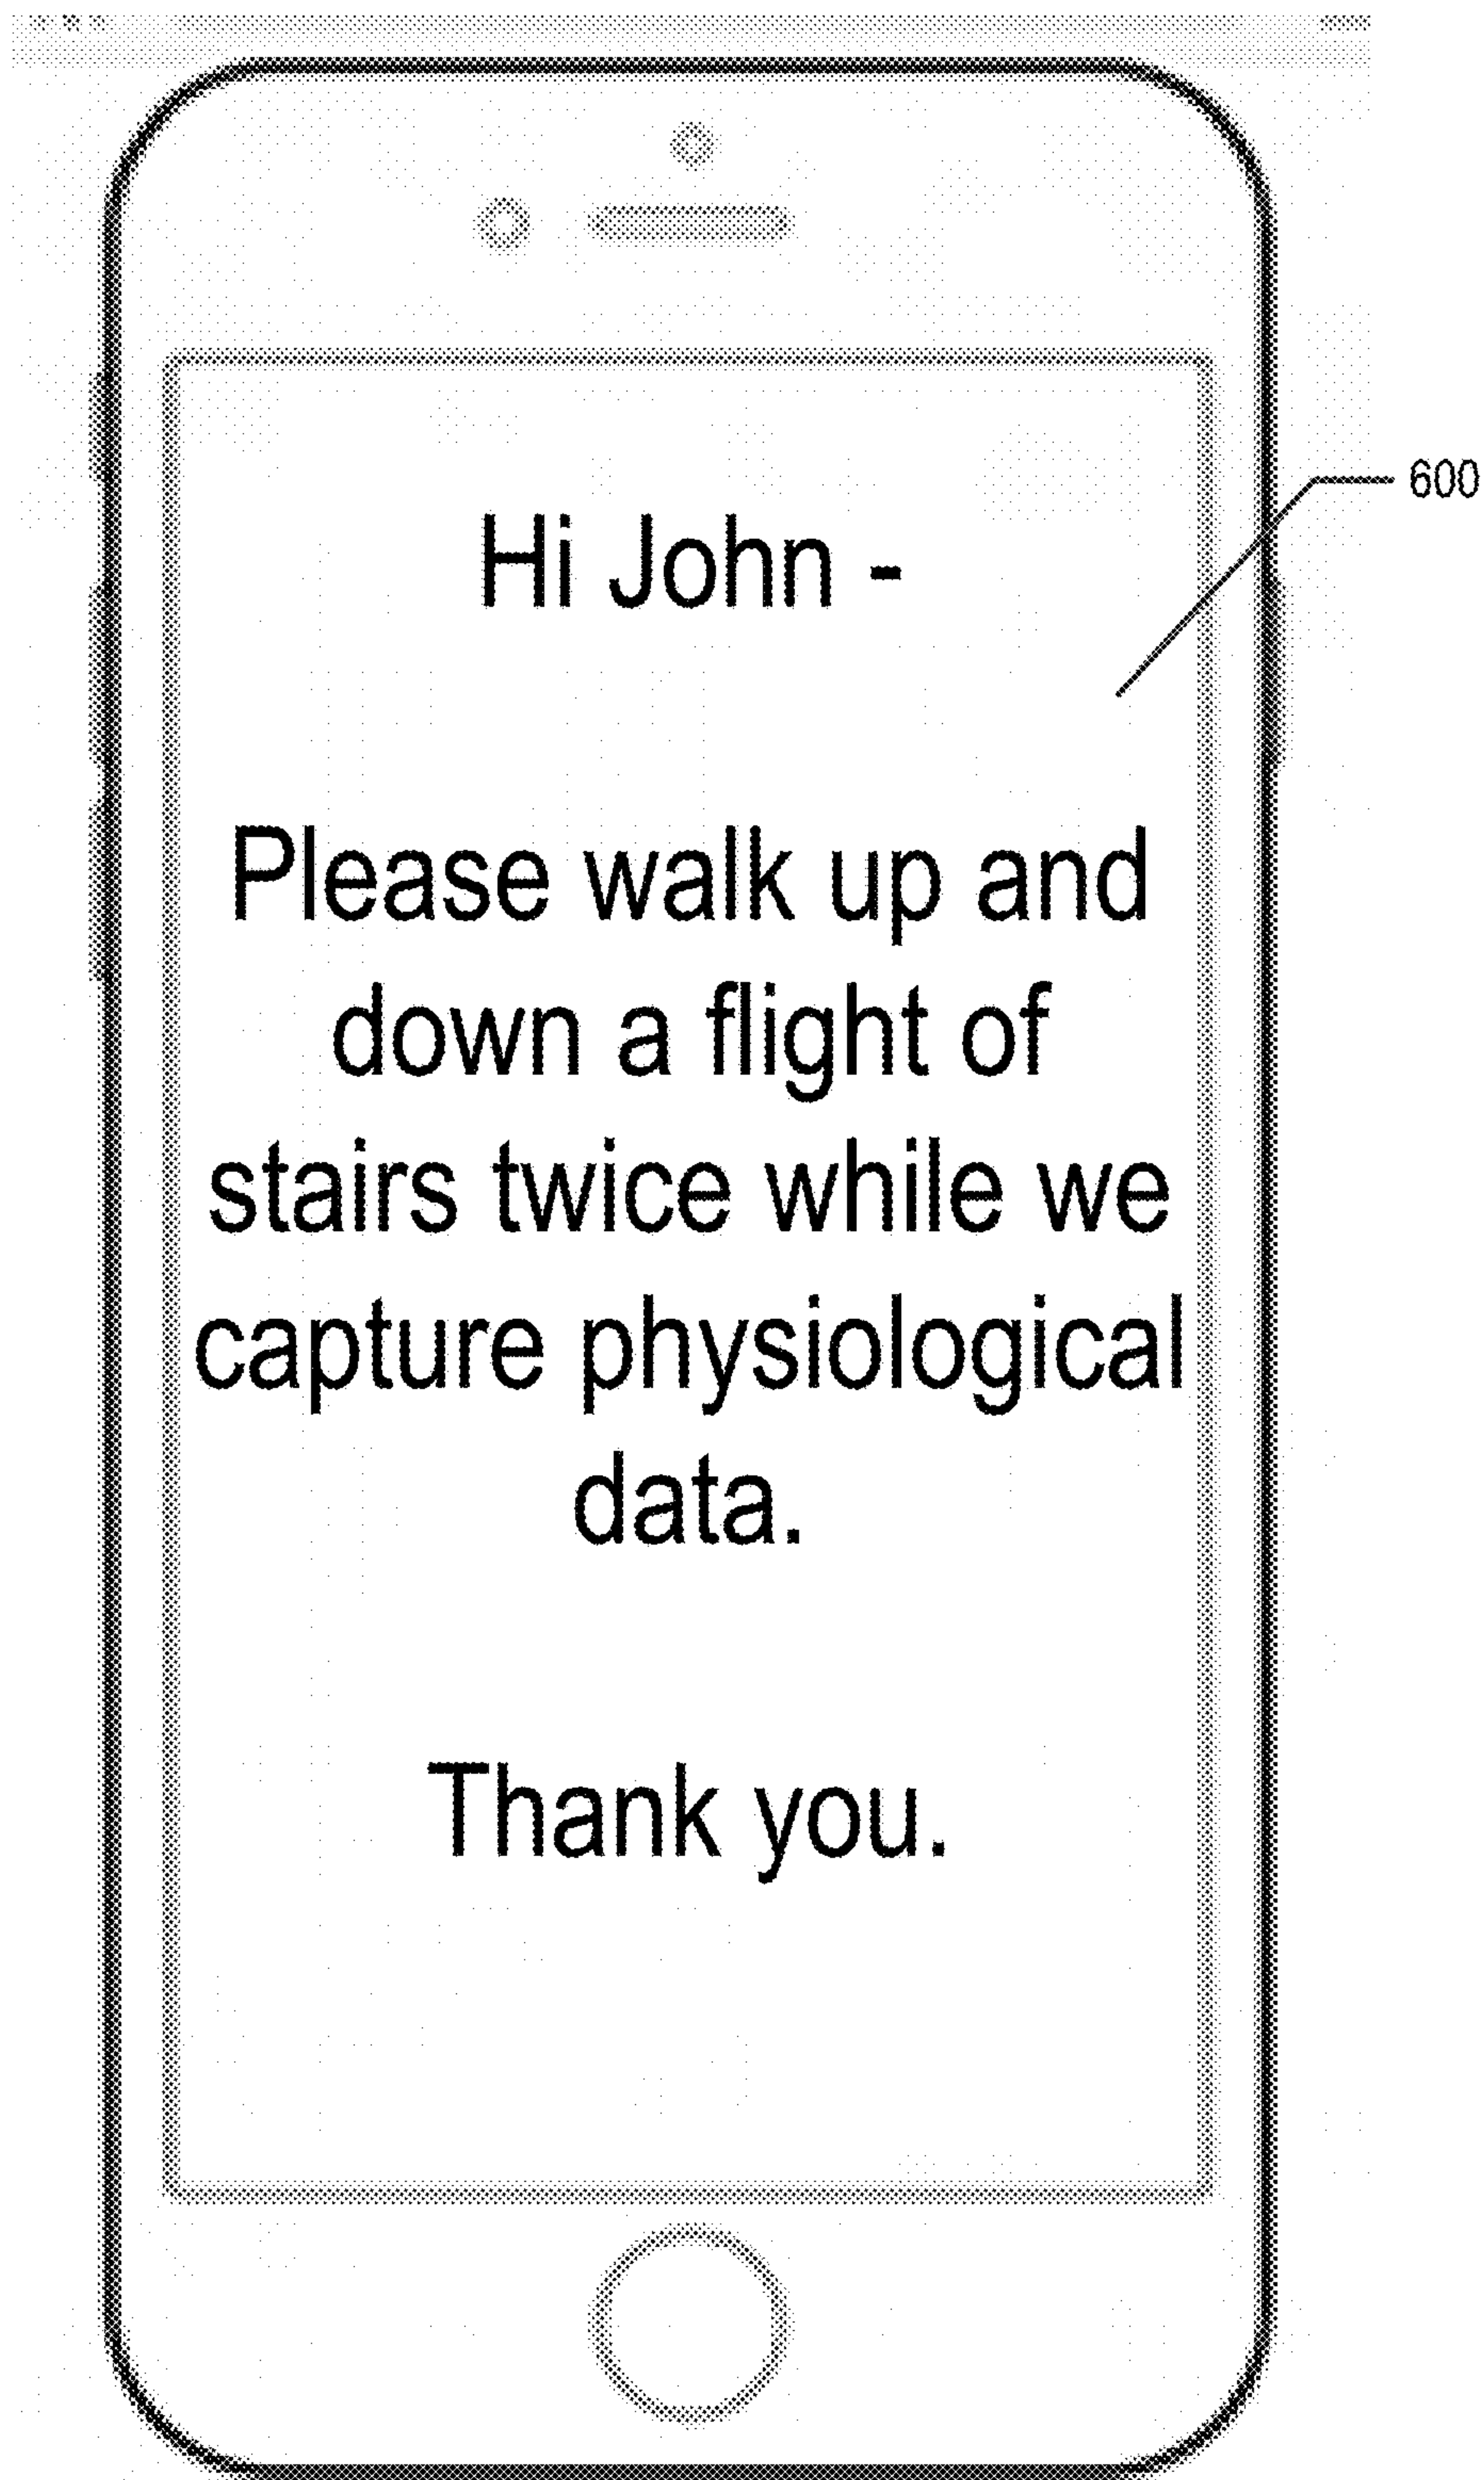 Hi John -
600
Please walk up and
down a flight of
stairs twice while we
capture physiological
data.
Thank you.